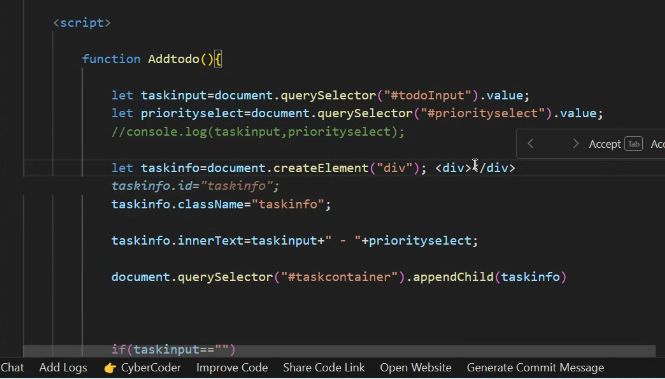 <script>
function Addtodo(){
let taskinput=document.querySelector("#todoInput").value;
let priorityselect=document.querySelector("#priorityselect").value;
//console.log(taskinput,priorityselect);
Accept Tab Acc
let taskinfo=document.createElement("div"); <div></div>
taskinfo.id="taskinfo";
taskinfo.className="taskinfo";
taskinfo.innerText=taskinput+" - "+priorityselect;
document.querySelector("#taskcontainer").appendChild(taskinfo)
if(taskinput=="")
Chat Add Logs 👉 CyberCoder Improve Code Share Code Link Open Website Generate Commit Message